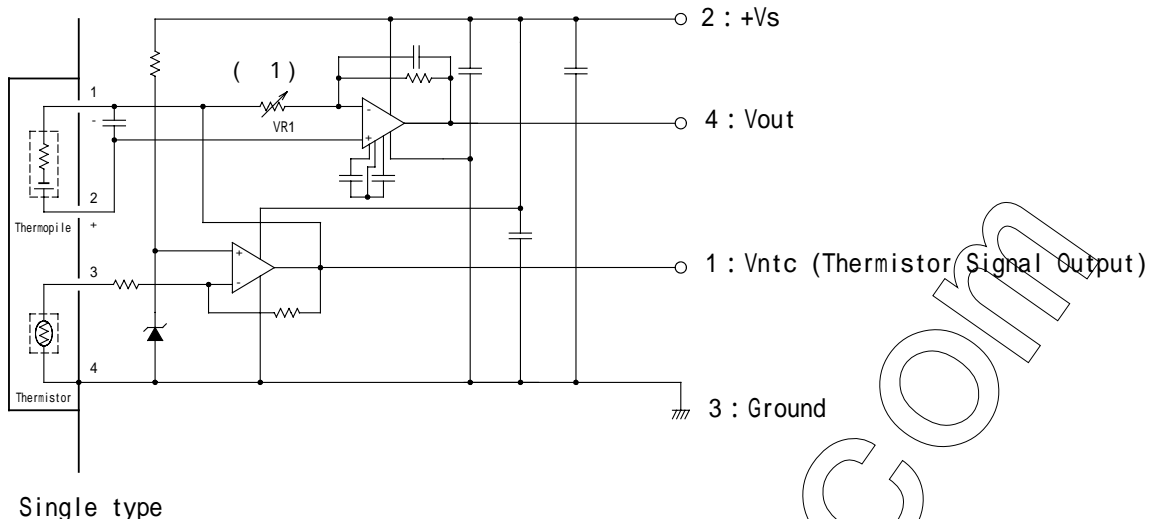 2 : +Vs
( 1)
1
-
VR1
-
+
4 : Vout
2
+
Thermopile
3
+
-
1 : Vntc (Thermistor Signal Output)
4
Thermistor
3 : Ground
Single type
com